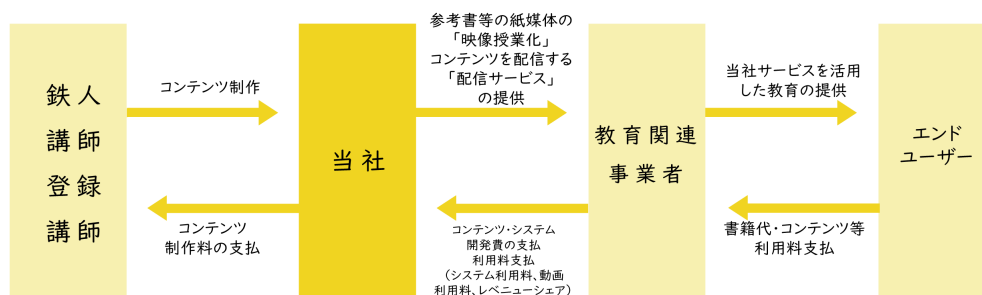 鉄人
講師
登録
講師
コンテンツ制作
コンテンツ
制作料の支払
当社
参考書等の紙媒体の
「映像授業化」
コンテンツを配信する
「配信サービス」
の提供
コンテンツ・システム
開発費の支払
利用料支払
(システム利用料、動画
利用料、レベニューシェア)
教育関連
事業者
当社サービスを活用
した教育の提供
書籍代・コンテンツ等
利用料支払
エンド
ユーザー